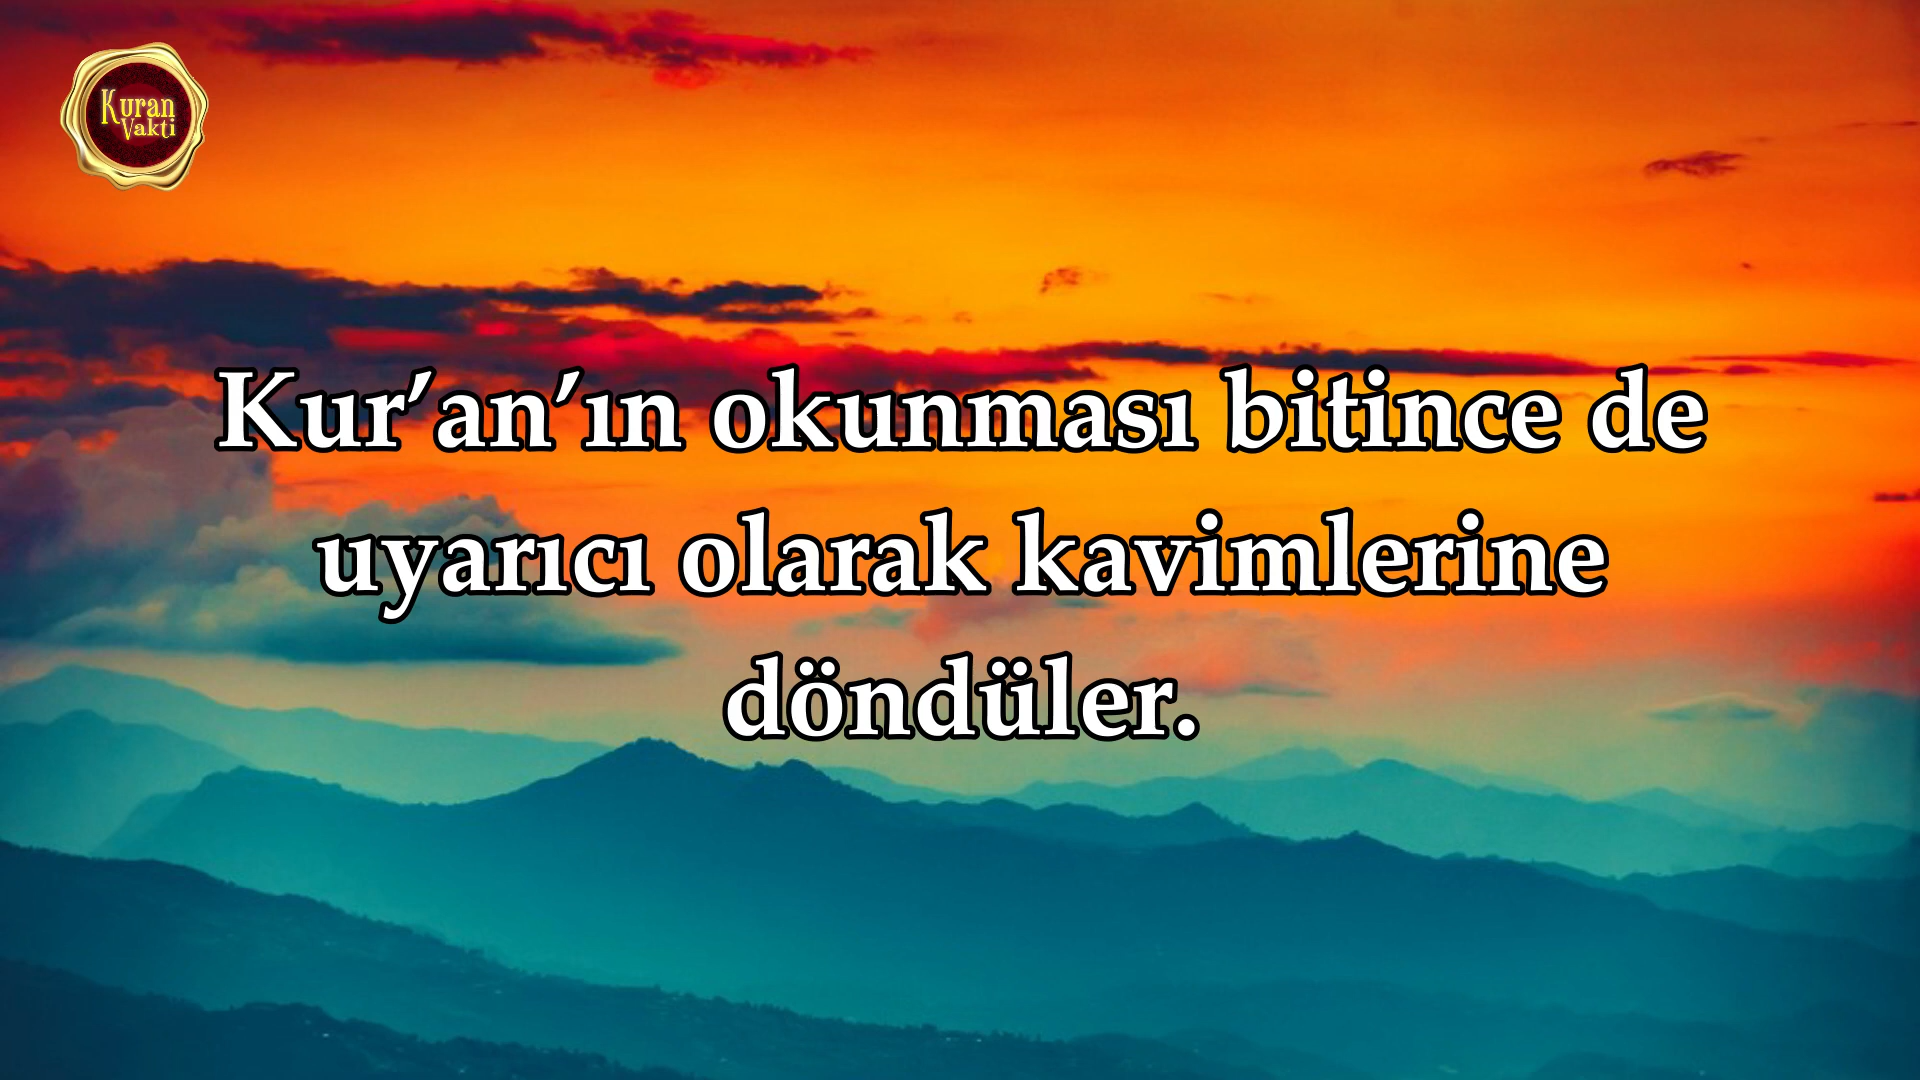 Kuran
Vakti
Kur’an’ın okunması bitince de
uyarıcı olarak kavimlerine
döndüler.